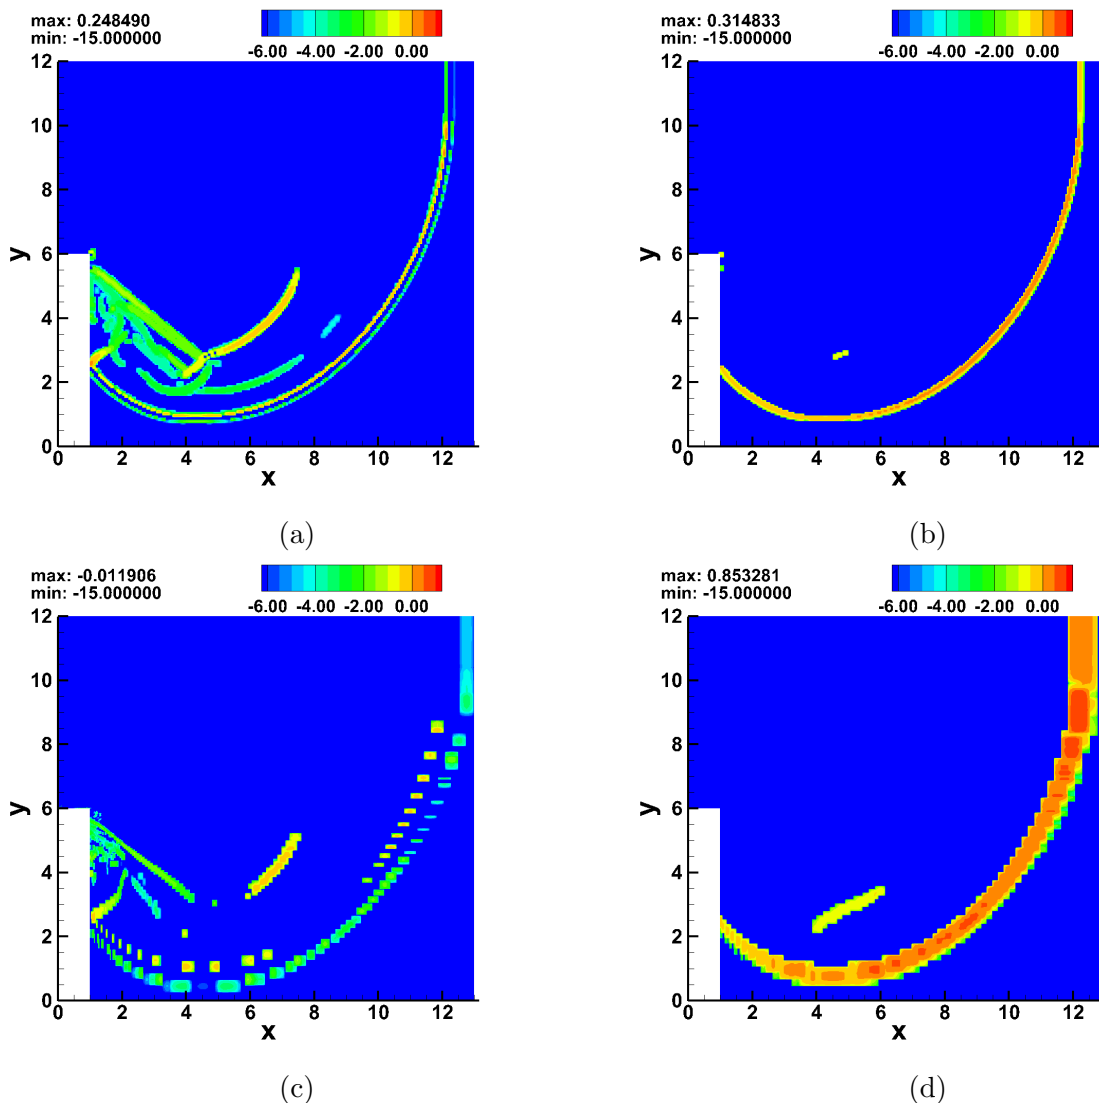 max: 0.248490
min: -15.000000
-6.00 -4.00 -2.00 0.00
12
10
8
6
4
2
0
y
0 2 4 6 8 10 12
x
(a)
max: 0.314833
min: -15.000000
-6.00 -4.00 -2.00 0.00
12
10
8
6
4
2
0
y
0 2 4 6 8 10 12
x
(b)
max: -0.011906
min: -15.000000
-6.00 -4.00 -2.00 0.00
12
10
8
6
4
2
0
y
0 2 4 6 8 10 12
x
(c)
max: 0.853281
min: -15.000000
-6.00 -4.00 -2.00 0.00
12
10
8
6
4
2
0
y
0 2 4 6 8 10 12
x
(d)